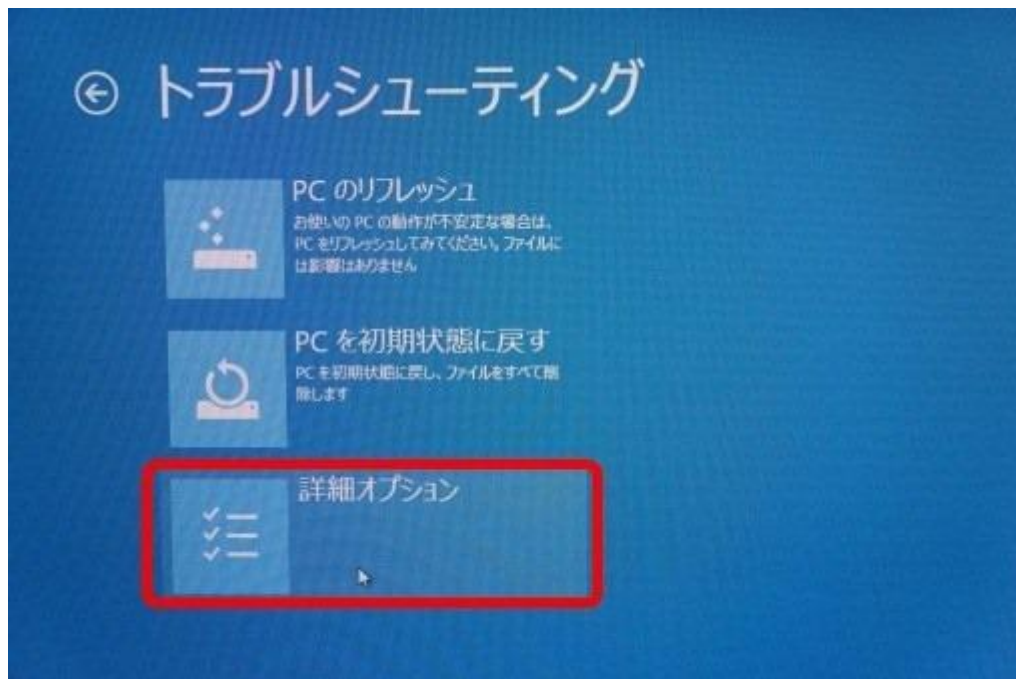 トラブルシューティング
PC のリフレッシュ
お使いの PC の動作が不安定な場合は、
PC をリフレッシュしてみてください。ファイルに
は影響はありません
PC を初期状態に戻す
PC を初期状態に戻し、ファイルをすべて削
除します
詳細オプション